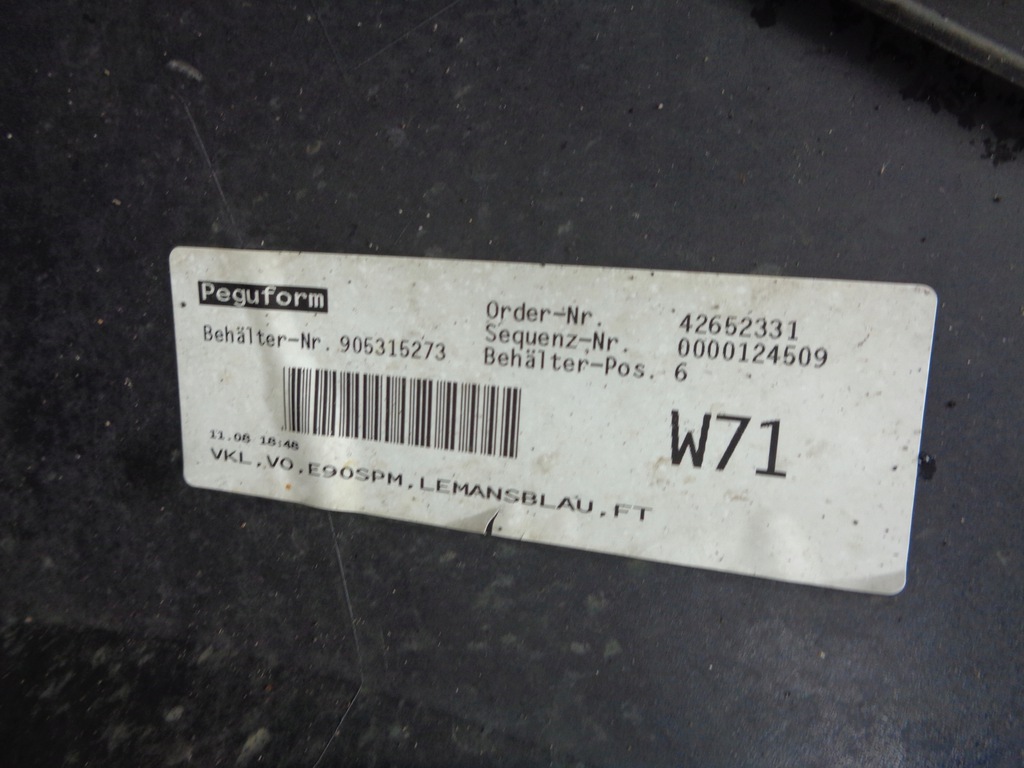 Peguform
Behälter-Nr. 905315273
Order-Nr. 42652331
Sequenz-Nr. 0000124509
Behälter-Pos. 6
W71
11.08 18:48
VKL,VO,E90SPM,LEMANSBLAU,FT